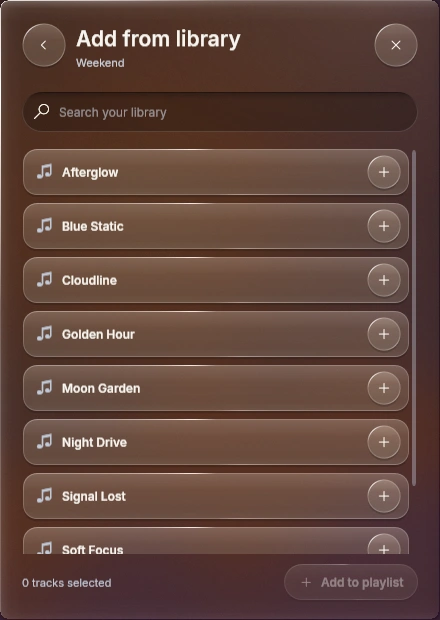 Add from library
Weekend
Search your library
Afterglow
Blue Static
Cloudline
Golden Hour
Moon Garden
Night Drive
Signal Lost
Soft Focus
0 tracks selected
Add to playlist